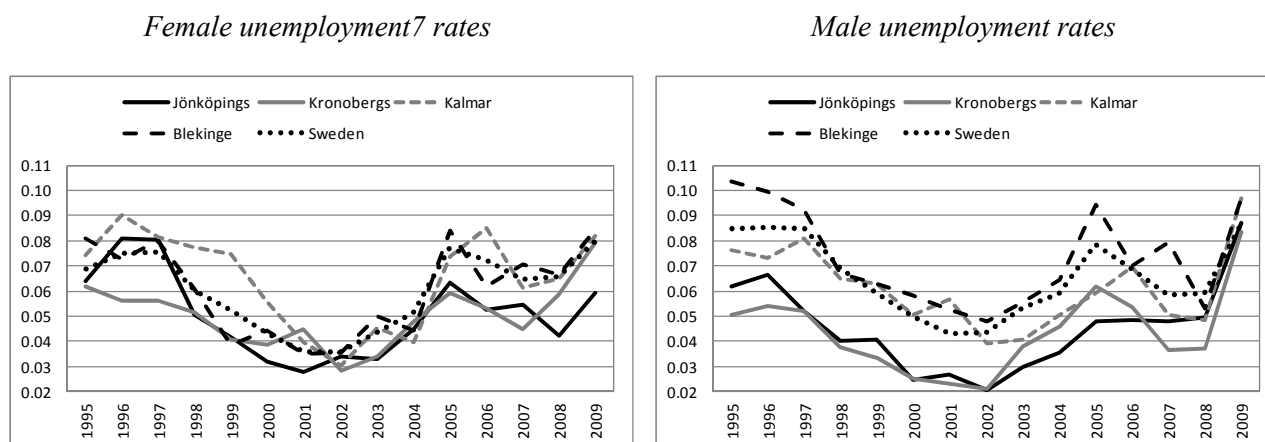 Female unemployment7 rates
Jönköpings Kronobergs Kalmar
Blekinge Sweden
0.11
0.10
0.09
0.08
0.07
0.06
0.05
0.04
0.03
0.02
1995 1996 1997 1998 1999 2000 2001 2002 2003 2004 2005 2006 2007 2008 2009
Male unemployment rates
Jönköpings Kronobergs Kalmar
Blekinge Sweden
0.11
0.10
0.09
0.08
0.07
0.06
0.05
0.04
0.03
0.02
1995 1996 1997 1998 1999 2000 2001 2002 2003 2004 2005 2006 2007 2008 2009